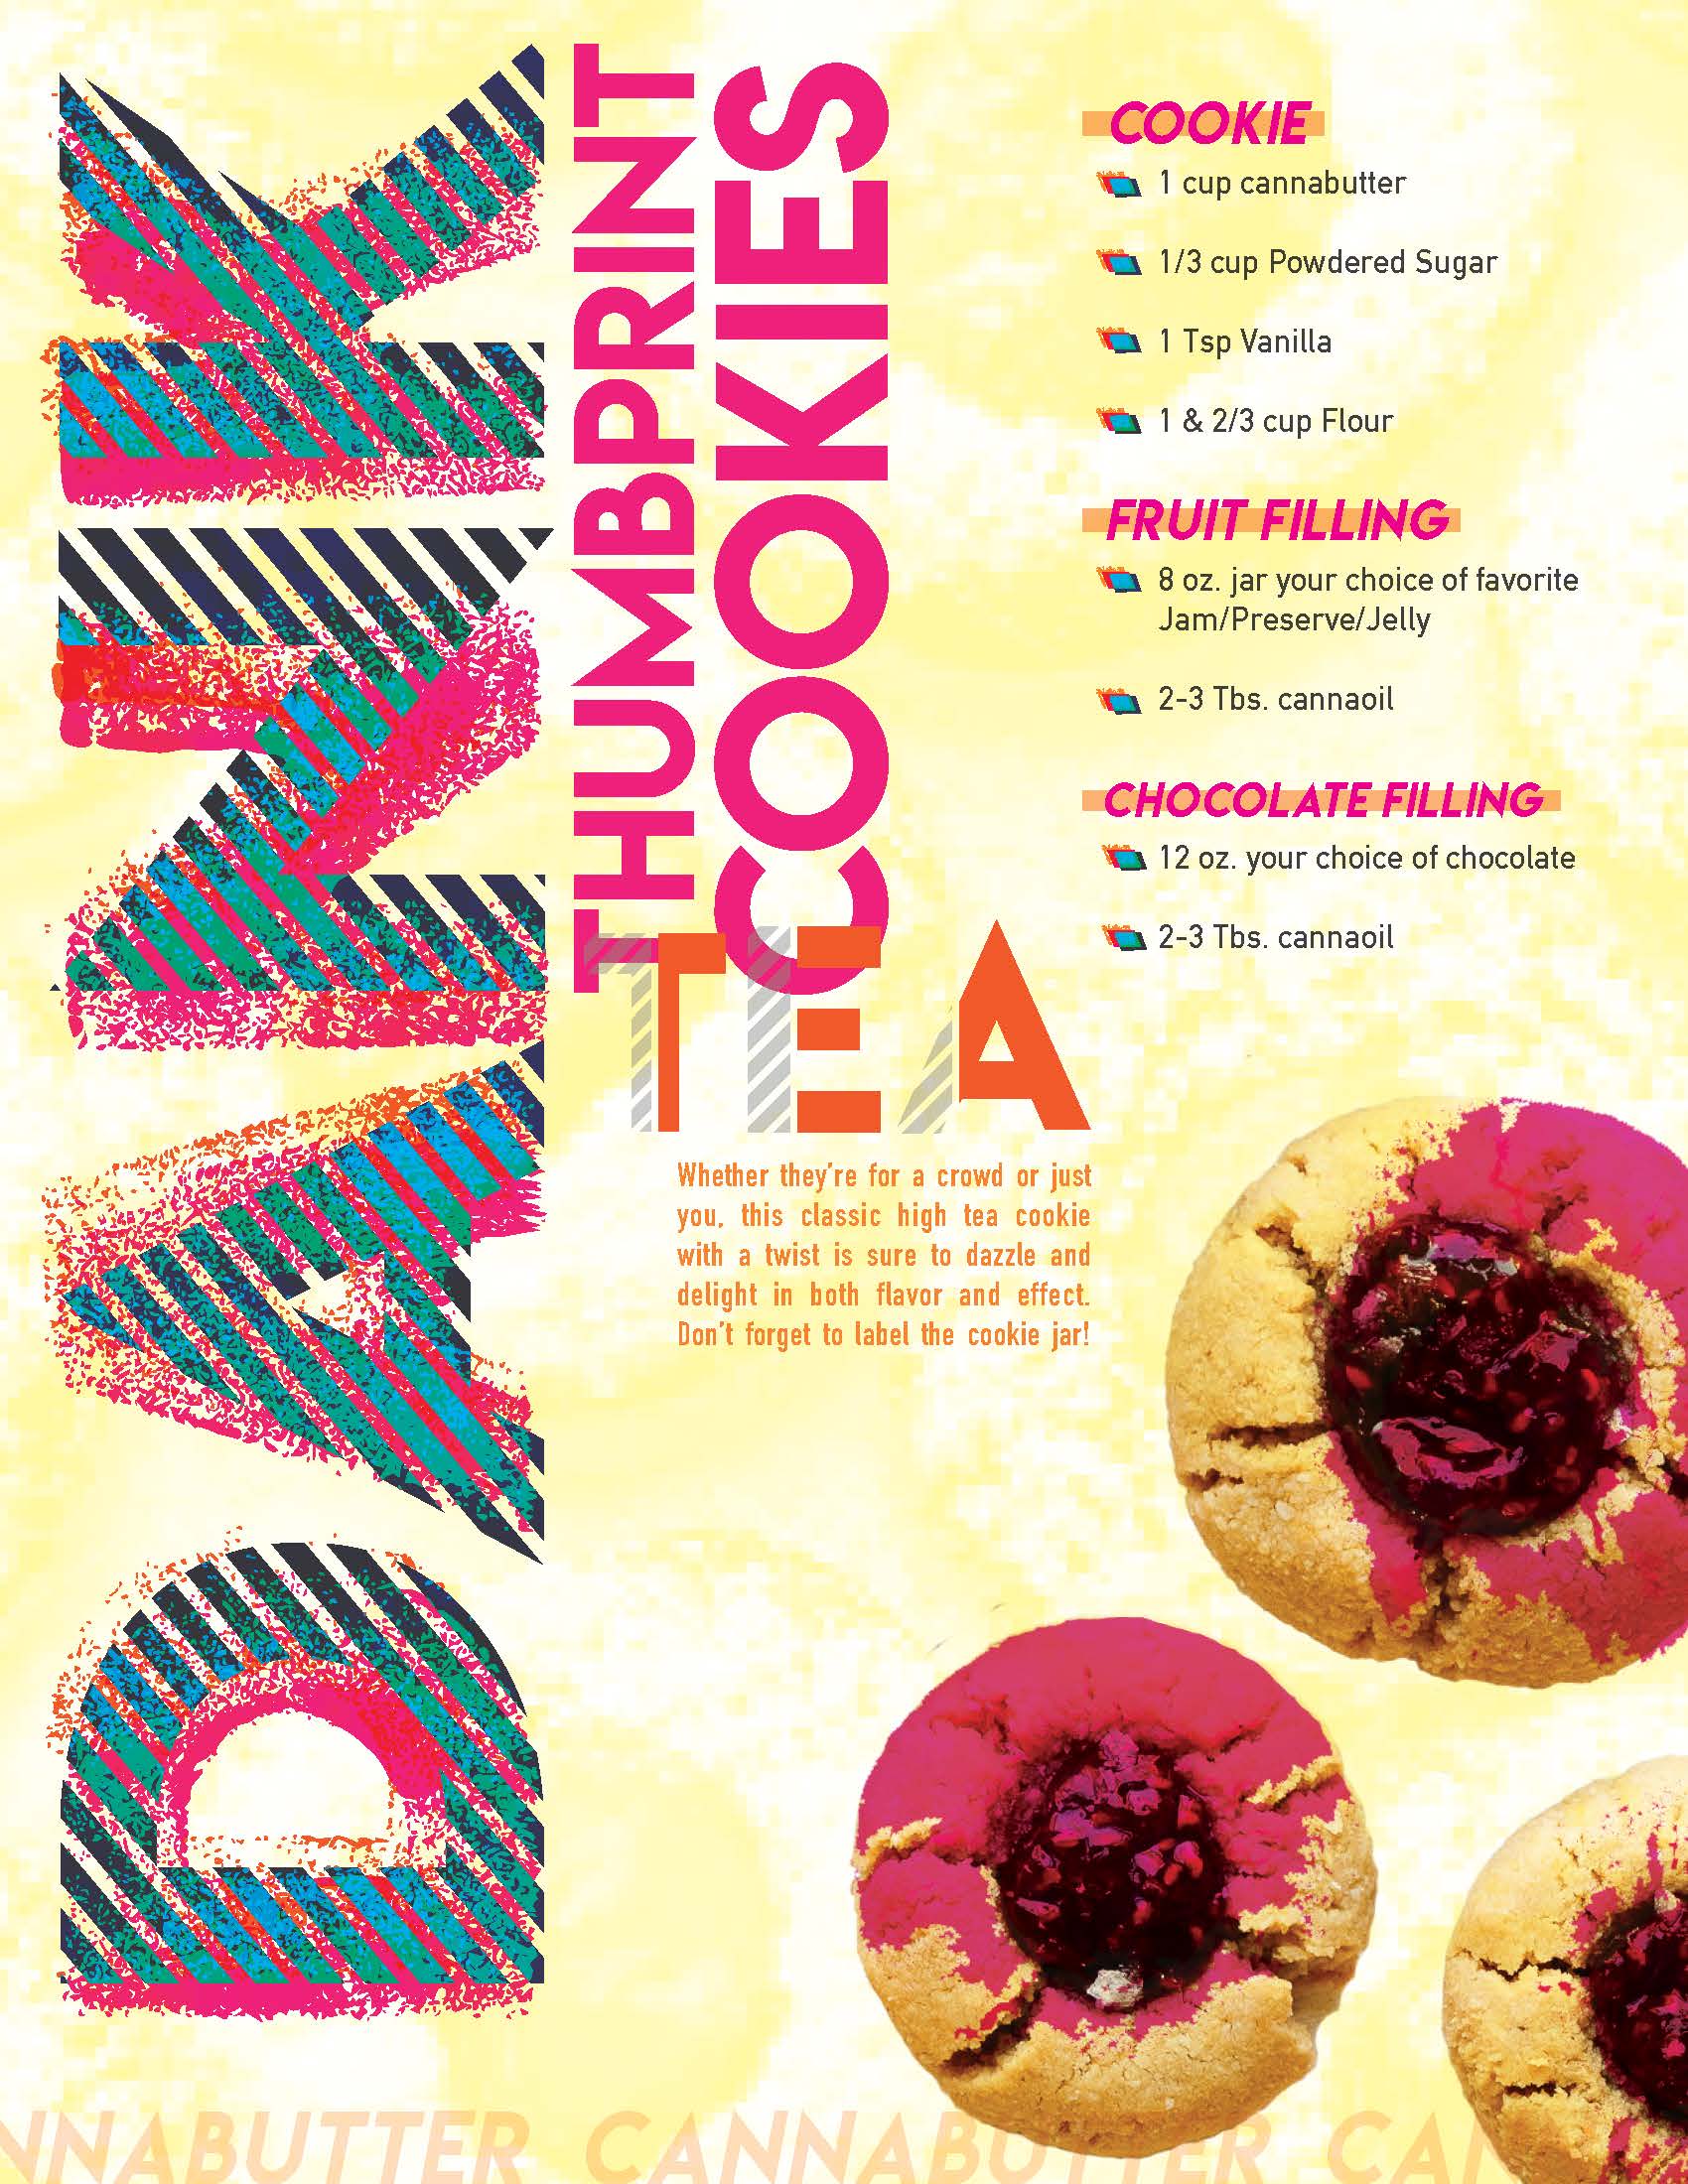 DANK
THUMBPRINT
COOKIES
TEA
Whether they're for a crowd or just
you, this classic high tea cookie
with a twist is sure to dazzle and
delight in both flavor and effect.
Don't forget to label the cookie jar!
COOKIE
1 cup cannabutter
1/3 cup Powdered Sugar
1 Tsp Vanilla
1 & 2/3 cup Flour
FRUIT FILLING
8 oz. jar your choice of favorite
Jam/Preserve/Jelly
2-3 Tbs. cannaoil
CHOCOLATE FILLING
12 oz. your choice of chocolate
2-3 Tbs. cannaoil
NNABUTTER CANNABUTTER CA